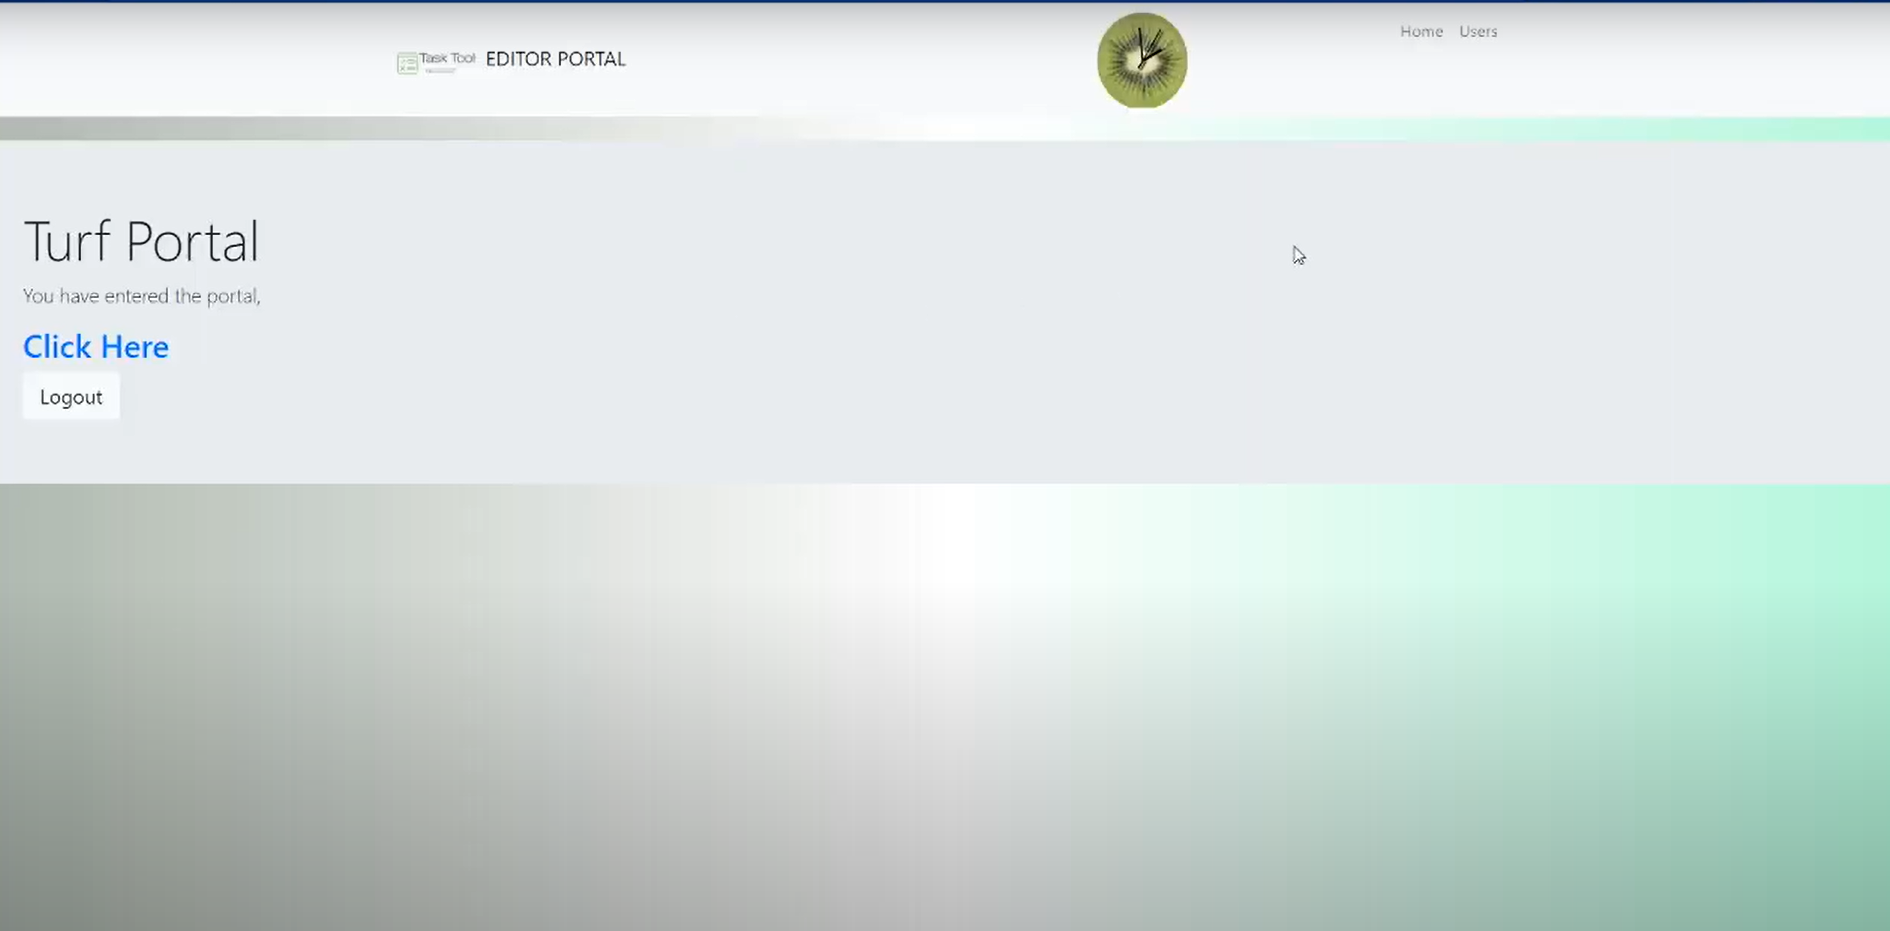 Task Tool EDITOR PORTAL
Home Users
Turf Portal
You have entered the portal,
Click Here
Logout